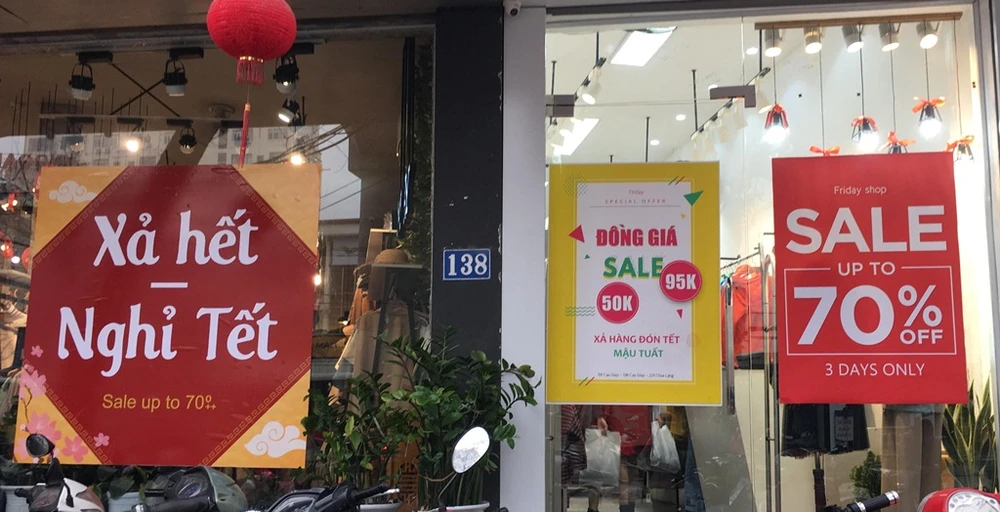 Xả hết
–
Nghỉ Tết
Sale up to 70%
138
Friday
SPECIAL OFFER
ĐỒNG GIÁ
SALE
95K
50K
XẢ HÀNG ĐÓN TẾT
MẬU TUẤT
Friday shop
SALE
UP TO
70%
OFF
3 DAYS ONLY